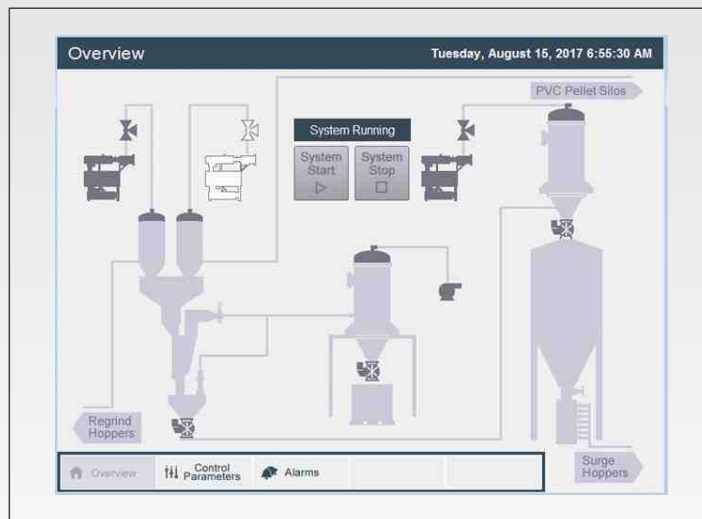 Overview
Tuesday, August 15, 2017 6:55:30 AM
PVC Pellet Silos
System Running
System
Start
System
Stop
Regrind
Hoppers
Surge
Hoppers
Overview
Control
Parameters
Alarms